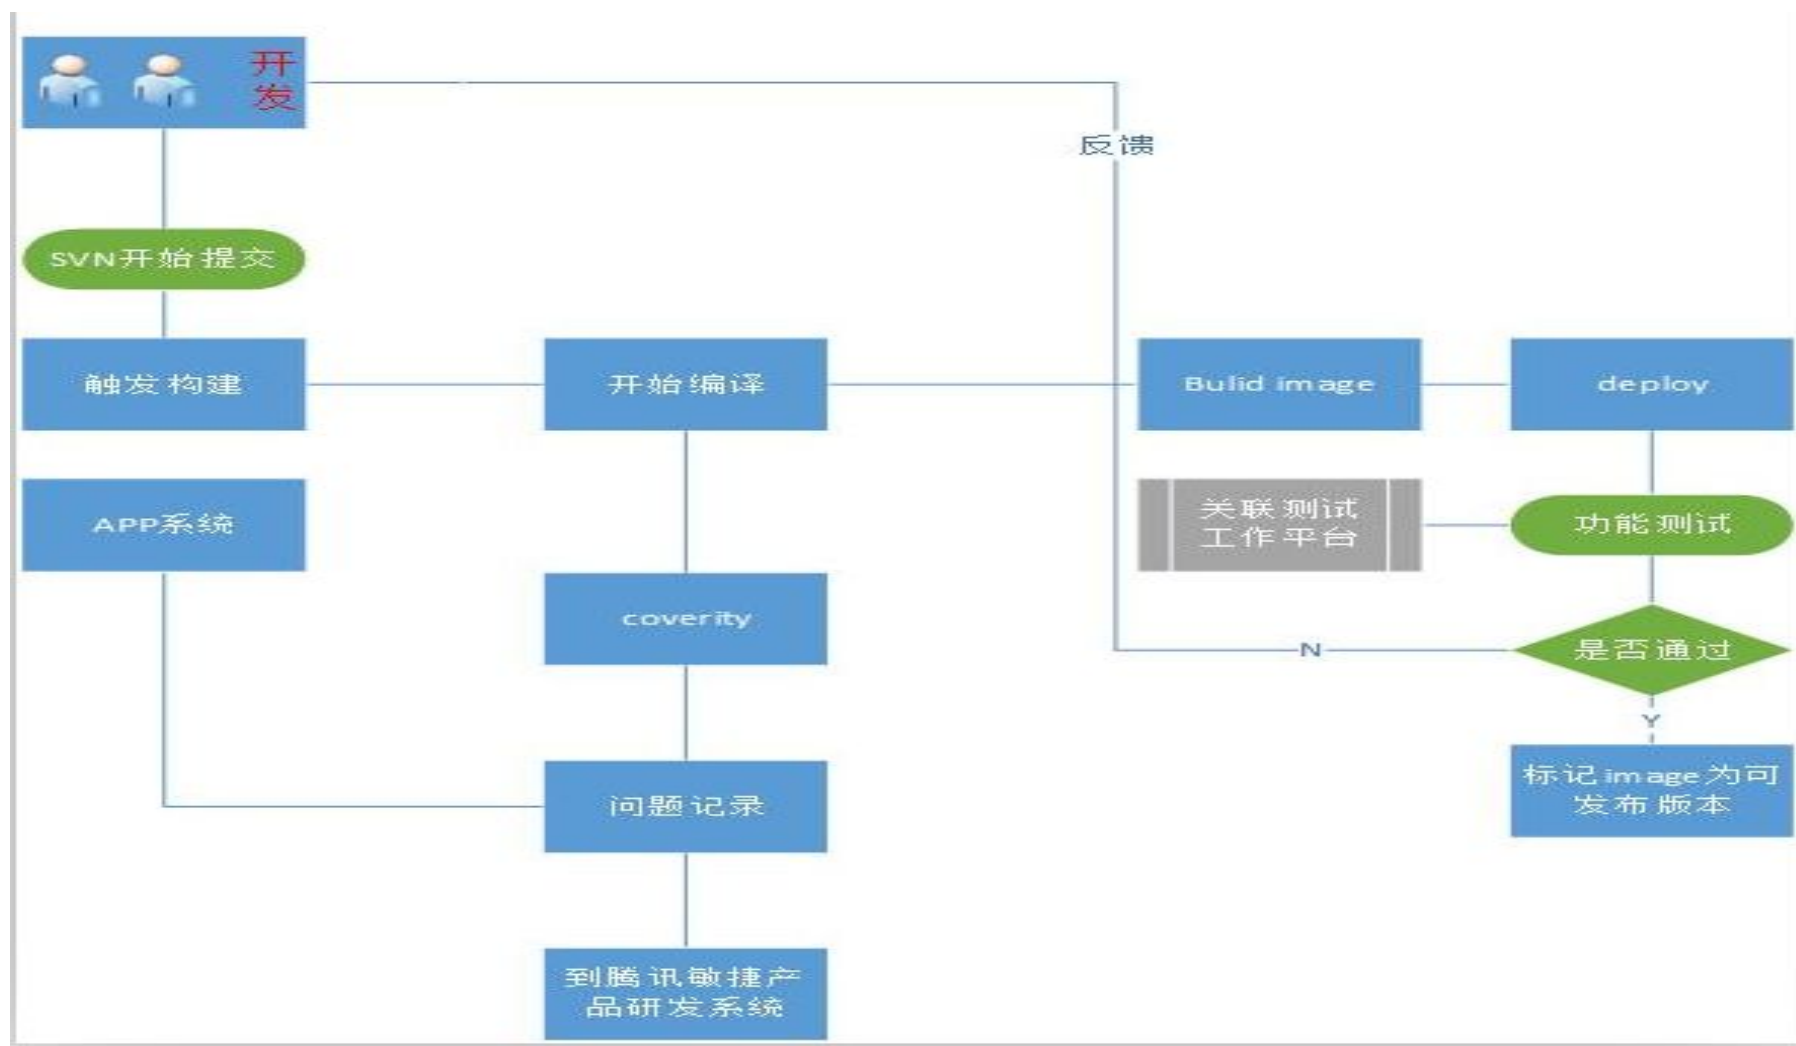 开
发
反馈
SVN开始提交
触发构建
开始编译
Bulid image
deploy
APP系统
关联测试
工作平台
功能测试
coverity
N
是否通过
Y
标记image为可
发布版本
问题记录
到腾讯敏捷产
品研发系统